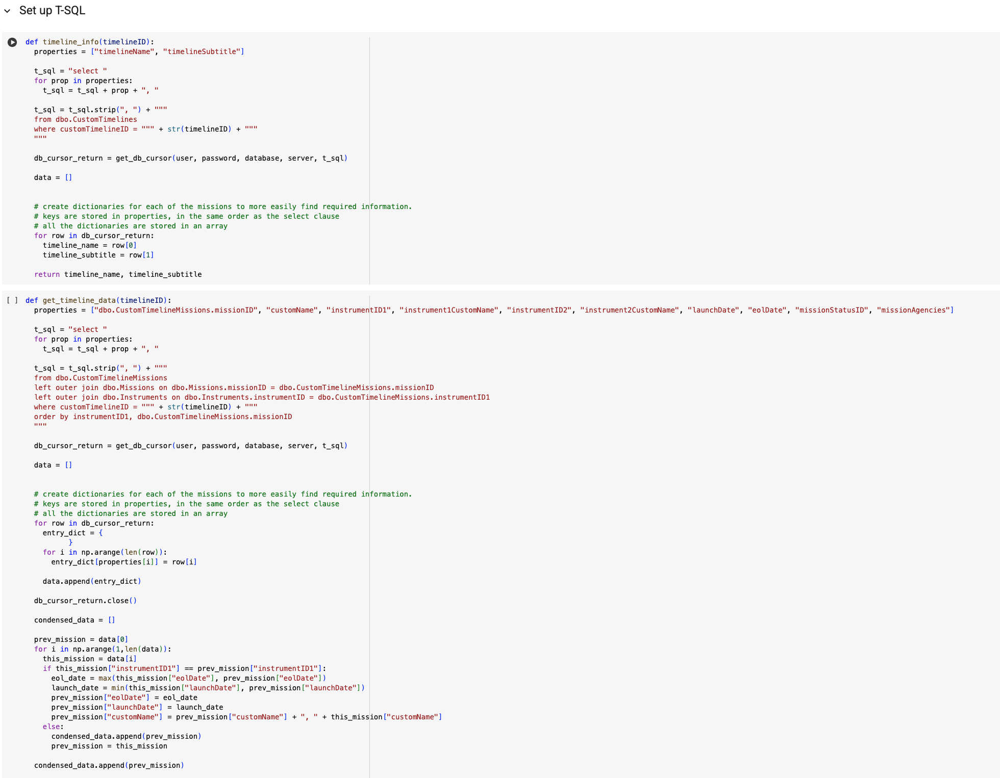 Set up T-SQL
def timeline_info(timelineID):
  properties = ["timelineName", "timelineSubtitle"]

  t_sql = "select "
  for prop in properties:
    t_sql = t_sql + prop + ", "

  t_sql = t_sql.strip(", ") + """
  from dbo.CustomTimelines
  where customTimelineID = """ + str(timelineID) + """
  """

  db_cursor_return = get_db_cursor(user, password, database, server, t_sql)

  data = []

  # create dictionaries for each of the missions to more easily find required information.
  # keys are stored in properties, in the same order as the select clause
  # all the dictionaries are stored in an array
  for row in db_cursor_return:
    timeline_name = row[0]
    timeline_subtitle = row[1]

  return timeline_name, timeline_subtitle

[ ] def get_timeline_data(timelineID):
  properties = ["dbo.CustomTimelineMissions.missionID", "customName", "instrumentID1", "instrument1CustomName", "instrumentID2", "instrument2CustomName", "launchDate", "eolDate", "missionStatusID", "missionAgencies"]

  t_sql = "select "
  for prop in properties:
    t_sql = t_sql + prop + ", "

  t_sql = t_sql.strip(", ") + """
  from dbo.CustomTimelineMissions
  left outer join dbo.Missions on dbo.Missions.missionID = dbo.CustomTimelineMissions.missionID
  left outer join dbo.Instruments on dbo.Instruments.instrumentID = dbo.CustomTimelineMissions.instrumentID1
  where customTimelineID = """ + str(timelineID) + """
  order by instrumentID1, dbo.CustomTimelineMissions.missionID
  """

  db_cursor_return = get_db_cursor(user, password, database, server, t_sql)

  data = []

  # create dictionaries for each of the missions to more easily find required information.
  # keys are stored in properties, in the same order as the select clause
  # all the dictionaries are stored in an array
  for row in db_cursor_return:
    entry_dict = {
          }
    for i in np.arange(len(row)):
      entry_dict[properties[i]] = row[i]

    data.append(entry_dict)

  db_cursor_return.close()

  condensed_data = []

  prev_mission = data[0]
  for i in np.arange(1,len(data)):
    this_mission = data[i]
    if this_mission["instrumentID1"] == prev_mission["instrumentID1"]:
      eol_date = max(this_mission["eolDate"], prev_mission["eolDate"])
      launch_date = min(this_mission["launchDate"], prev_mission["launchDate"])
      prev_mission["eolDate"] = eol_date
      prev_mission["launchDate"] = launch_date
      prev_mission["customName"] = prev_mission["customName"] + ", " + this_mission["customName"]
    else:
      condensed_data.append(prev_mission)
      prev_mission = this_mission

  condensed_data.append(prev_mission)